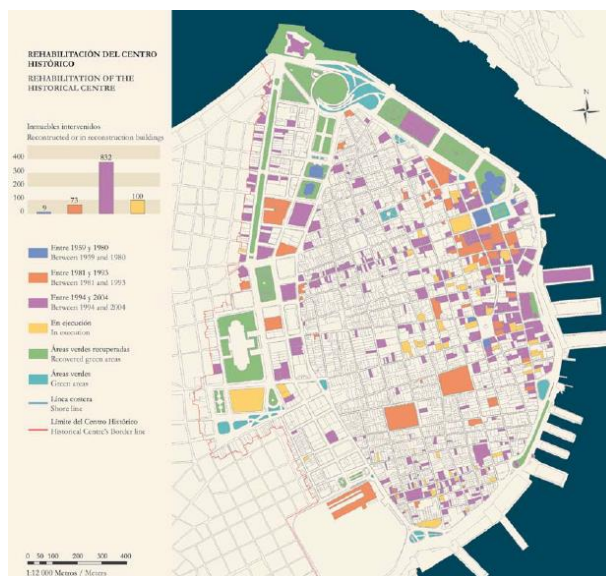 REHABILITACIÓN DEL CENTRO
HISTÓRICO
REHABILITATION OF THE
HISTORICAL CENTRE
N
Inmuebles intervenidos
Reconstructed or in reconstruction buildings
400
300
200
100
0
9
73
832
100
Entre 1959 y 1980
Between 1959 and 1980
Entre 1981 y 1993
Between 1981 and 1993
Entre 1994 y 2004
Between 1994 and 2004
En ejecución
In execution
Áreas verdes recuperadas
Recovered green areas
Áreas verdes
Green areas
Línea costera
Shore line
Límite del Centro Histórico
Historical Centre's Border line
0 50 100 200 300 400
1:12 000 Metros / Meters